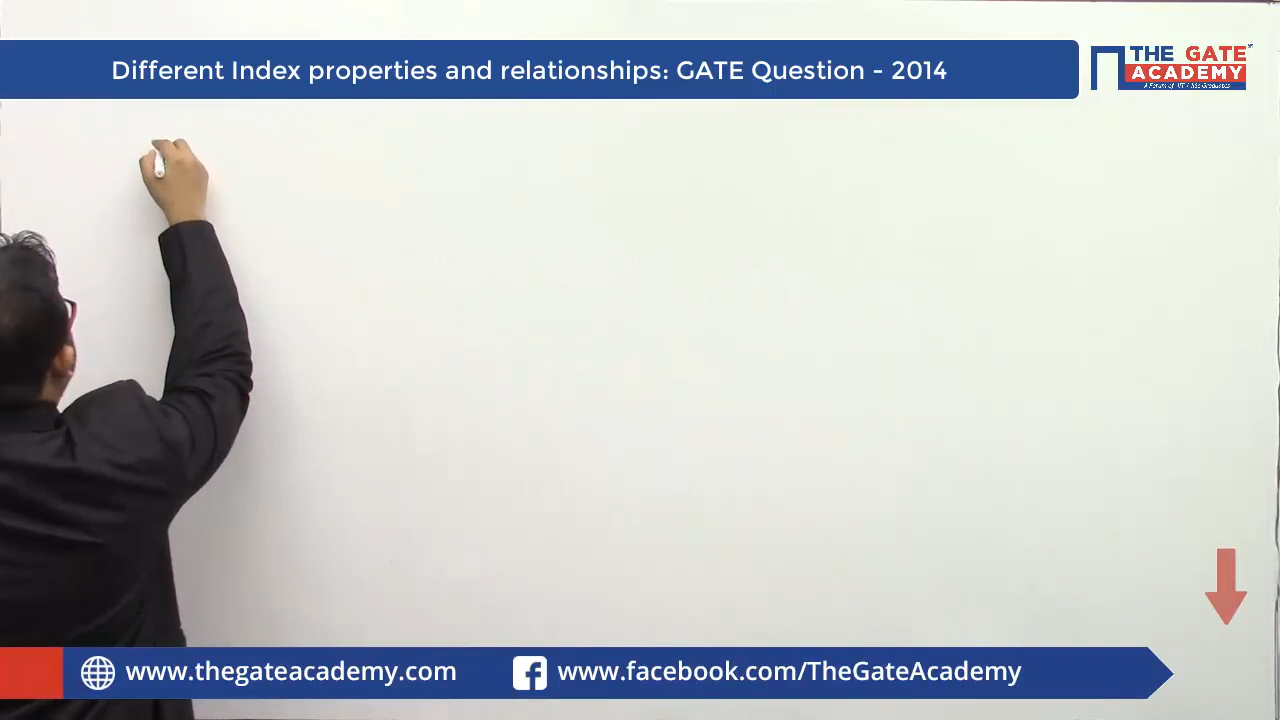 Different Index properties and relationships: GATE Question - 2014
THE GATE
ACADEMY
www.thegateacademy.com
www.facebook.com/TheGateAcademy